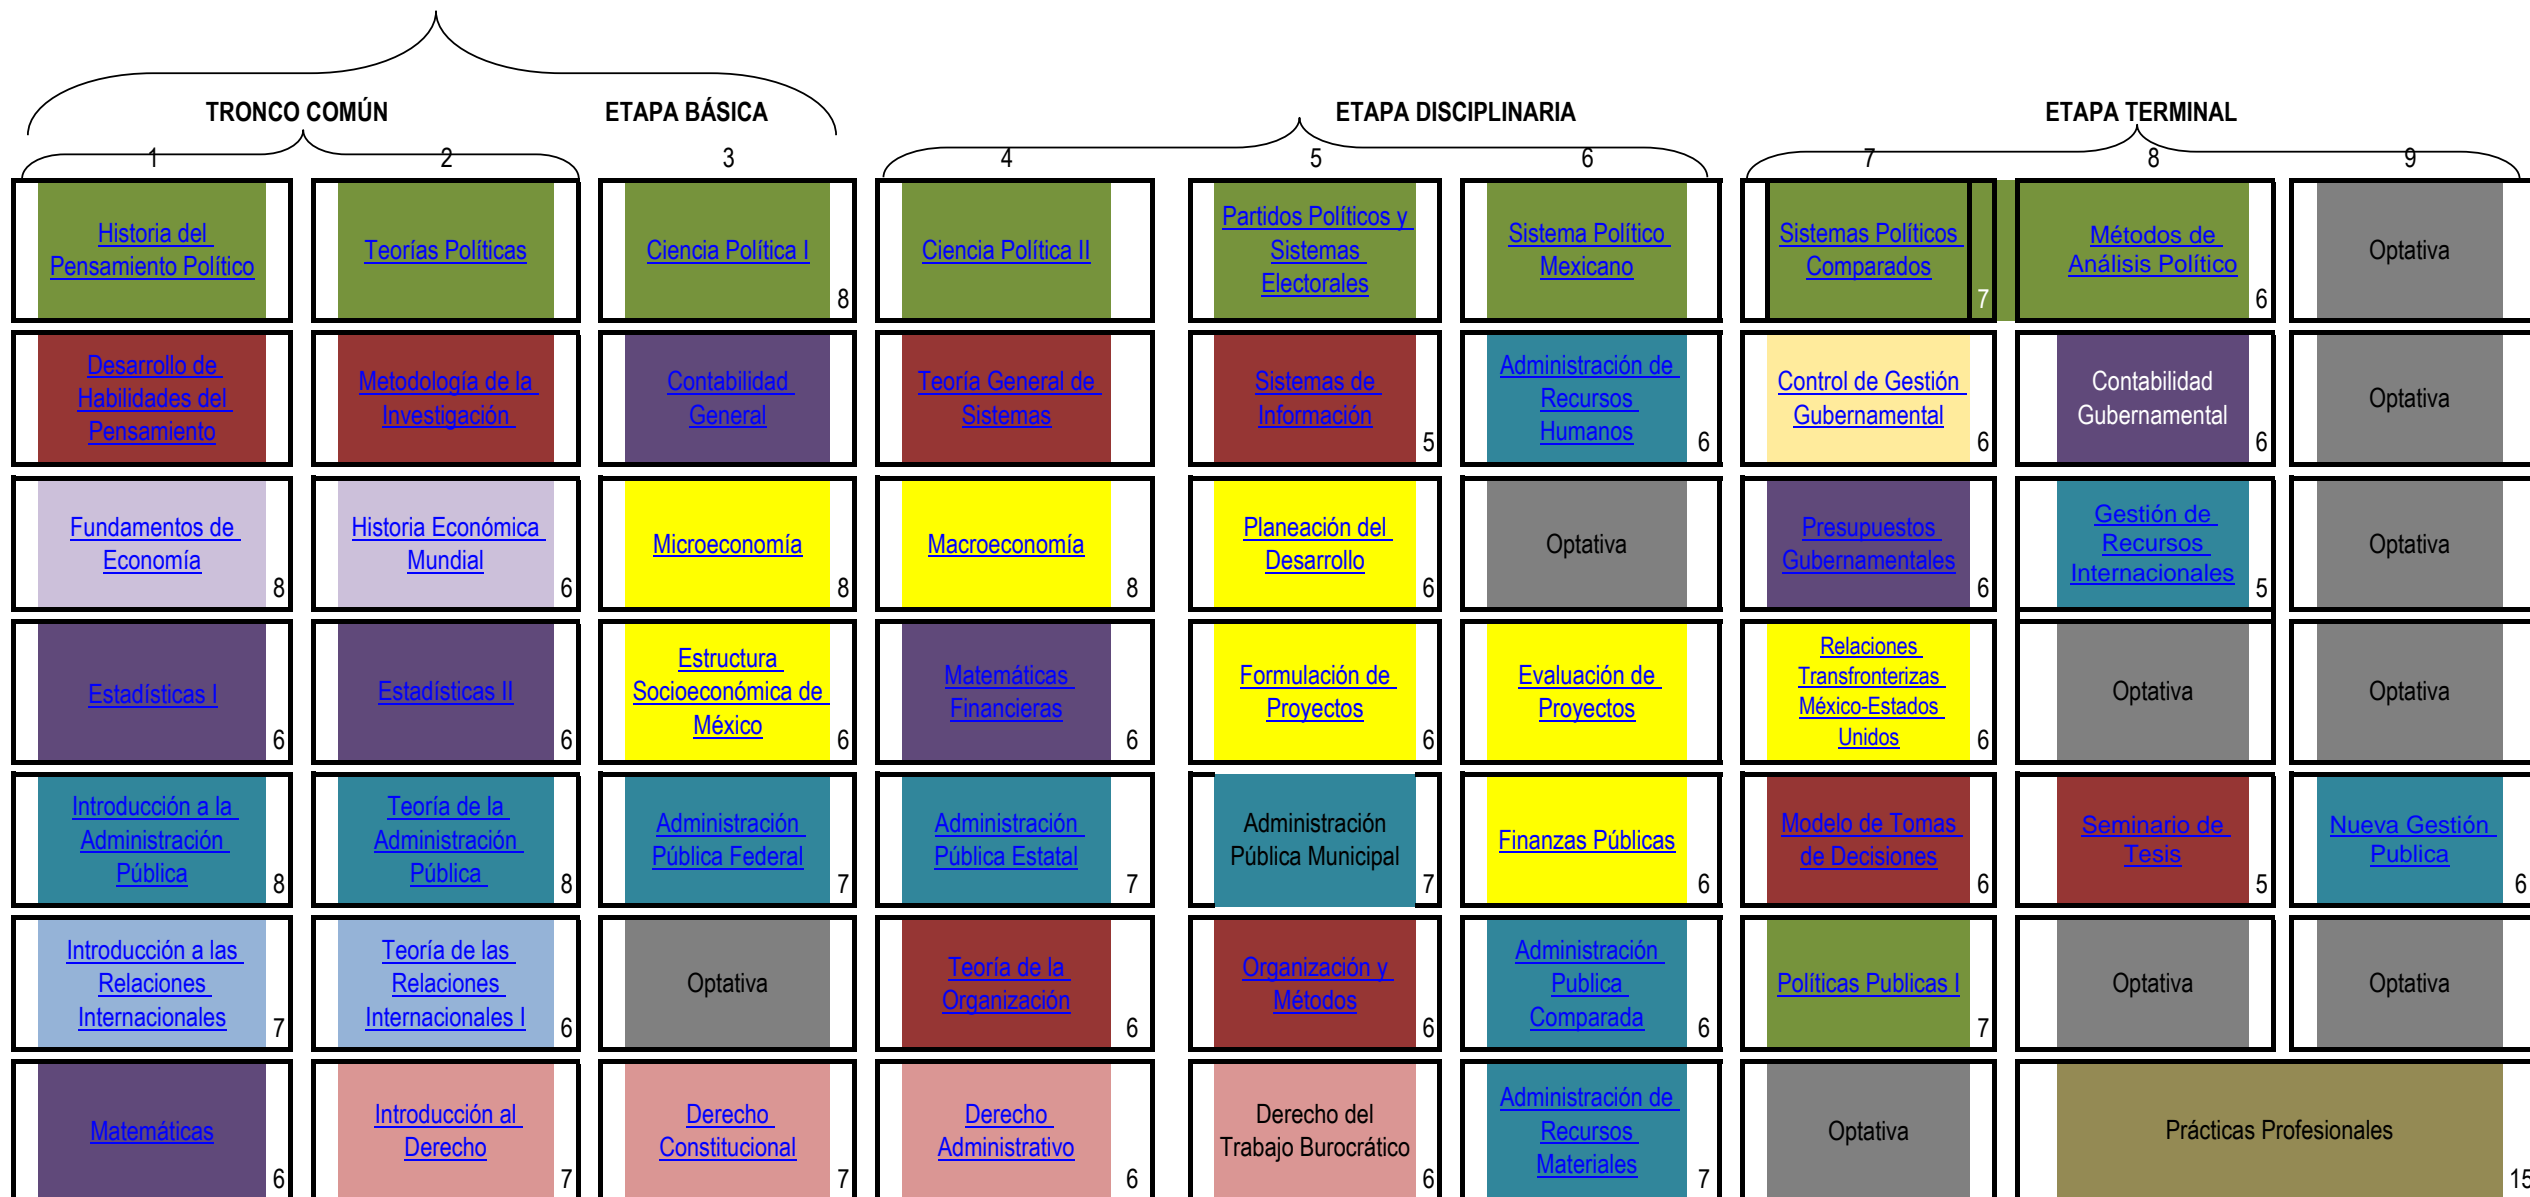 TRONCO COMÚN ETAPA BÁSICA ETAPA DISCIPLINARIA ETAPA TERMINAL
1 2 3 4 5 6 7 8 9
Historia del
Pensamiento Político
Teorías Políticas
Ciencia Política I
8
Ciencia Política II
Partidos Políticos y
Sistemas
Electorales
Sistema Político
Mexicano
Sistemas Políticos
Comparados
7
Métodos de
Análisis Político
6
Optativa
Desarrollo de
Habilidades del
Pensamiento
Metodología de la
Investigación
Contabilidad
General
Teoría General de
Sistemas
Sistemas de
Información
5
Administración de
Recursos
Humanos
6
Control de Gestión
Gubernamental
6
Contabilidad
Gubernamental
6
Optativa
Fundamentos de
Economía
8
Historia Económica
Mundial
6
Microeconomía
8
Macroeconomía
8
Planeación del
Desarrollo
6
Optativa
Presupuestos
Gubernamentales
6
Gestión de
Recursos
Internacionales
5
Optativa
Estadísticas I
6
Estadísticas II
6
Estructura
Socioeconómica de
México
6
Matemáticas
Financieras
6
Formulación de
Proyectos
6
Evaluación de
Proyectos
Relaciones
Transfronterizas
México-Estados
Unidos
6
Optativa
Optativa
Introducción a la
Administración
Pública
8
Teoría de la
Administración
Pública
8
Administración
Pública Federal
7
Administración
Pública Estatal
7
Administración
Pública Municipal
7
Finanzas Públicas
6
Modelo de Tomas
de Decisiones
6
Seminario de
Tesis
5
Nueva Gestión
Publica
6
Introducción a las
Relaciones
Internacionales
7
Teoría de las
Relaciones
Internacionales I
6
Optativa
Teoría de la
Organización
6
Organización y
Métodos
6
Administración
Publica
Comparada
6
Políticas Publicas I
7
Optativa
Optativa
Matemáticas
6
Introducción al
Derecho
7
Derecho
Constitucional
7
Derecho
Administrativo
6
Derecho del
Trabajo Burocrático
6
Administración de
Recursos
Materiales
7
Optativa
Prácticas Profesionales
15